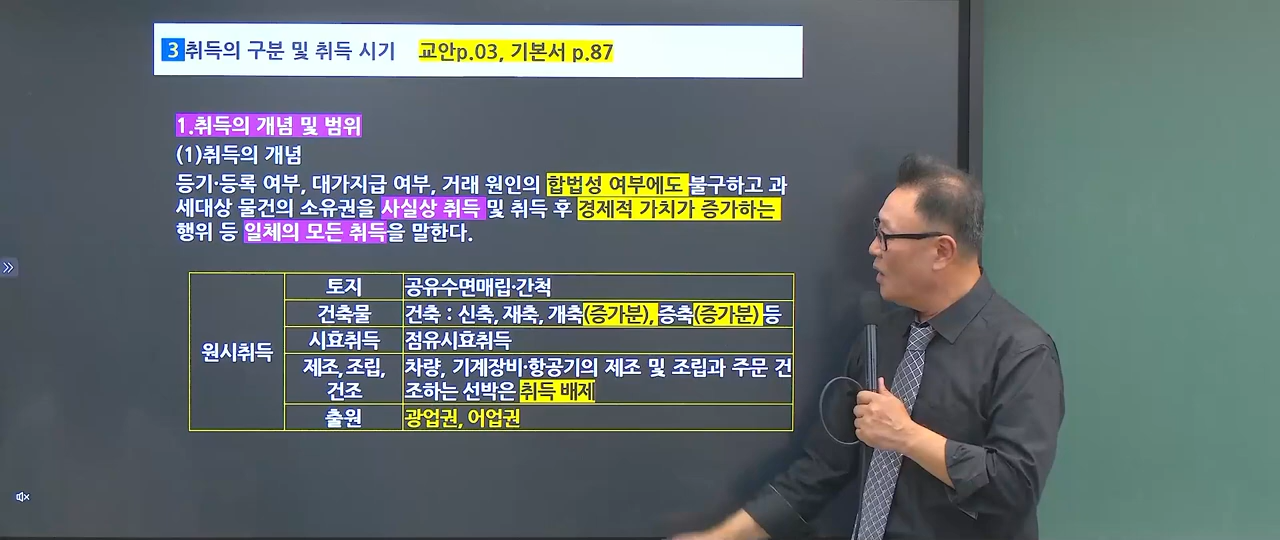 3 취득의 구분 및 취득 시기 교안p.03, 기본서 p.87
1.취득의 개념 및 범위
(1)취득의 개념
등기·등록 여부, 대가지급 여부, 거래 원인의 합법성 여부에도 불구하고 과
세대상 물건의 소유권을 사실상 취득 및 취득 후 경제적 가치가 증가하는
행위 등 일체의 모든 취득을 말한다.
원시취득
토지 공유수면매립·간척
건축물 건축 : 신축, 재축, 개축(증가분), 증축(증가분) 등
시효취득 점유시효취득
제조, 조립, 차량, 기계장비·항공기의 제조 및 조립과 주문 건
건조 조하는 선박은 취득 배제
출원 광업권, 어업권